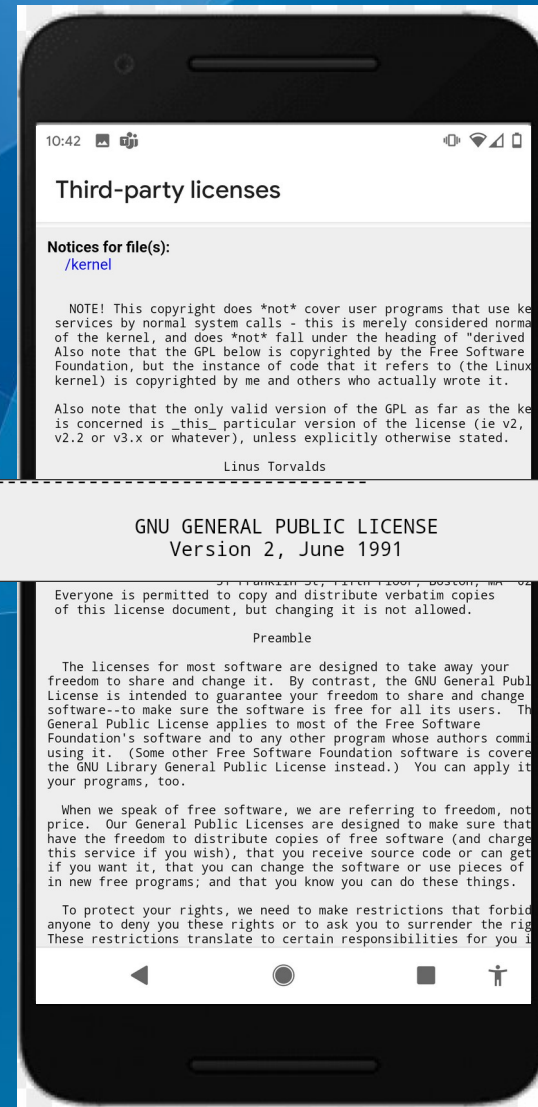 10:42
Third-party licenses
Notices for file(s):
/kernel
NOTE! This copyright does *not* cover user programs that use ke
services by normal system calls - this is merely considered norma
of the kernel, and does *not* fall under the heading of "derived
Also note that the GPL below is copyrighted by the Free Software
Foundation, but the instance of code that it refers to (the Linux
kernel) is copyrighted by me and others who actually wrote it.
Also note that the only valid version of the GPL as far as the ke
is concerned is _this_ particular version of the license (ie v2,
v2.2 or v3.x or whatever), unless explicitly otherwise stated.
Linus Torvalds
GNU GENERAL PUBLIC LICENSE
Version 2, June 1991
51 Franklin St, Fifth Floor, Boston, MA 02
Everyone is permitted to copy and distribute verbatim copies
of this license document, but changing it is not allowed.
Preamble
The licenses for most software are designed to take away your
freedom to share and change it. By contrast, the GNU General Publ
License is intended to guarantee your freedom to share and change
software--to make sure the software is free for all its users. Th
General Public License applies to most of the Free Software
Foundation's software and to any other program whose authors commi
using it. (Some other Free Software Foundation software is covere
the GNU Library General Public License instead.) You can apply it
your programs, too.
When we speak of free software, we are referring to freedom, not
price. Our General Public Licenses are designed to make sure that
have the freedom to distribute copies of free software (and charge
this service if you wish), that you receive source code or can get
if you want it, that you can change the software or use pieces of
in new free programs; and that you know you can do these things.
To protect your rights, we need to make restrictions that forbid
anyone to deny you these rights or to ask you to surrender the rig
These restrictions translate to certain responsibilities for you i